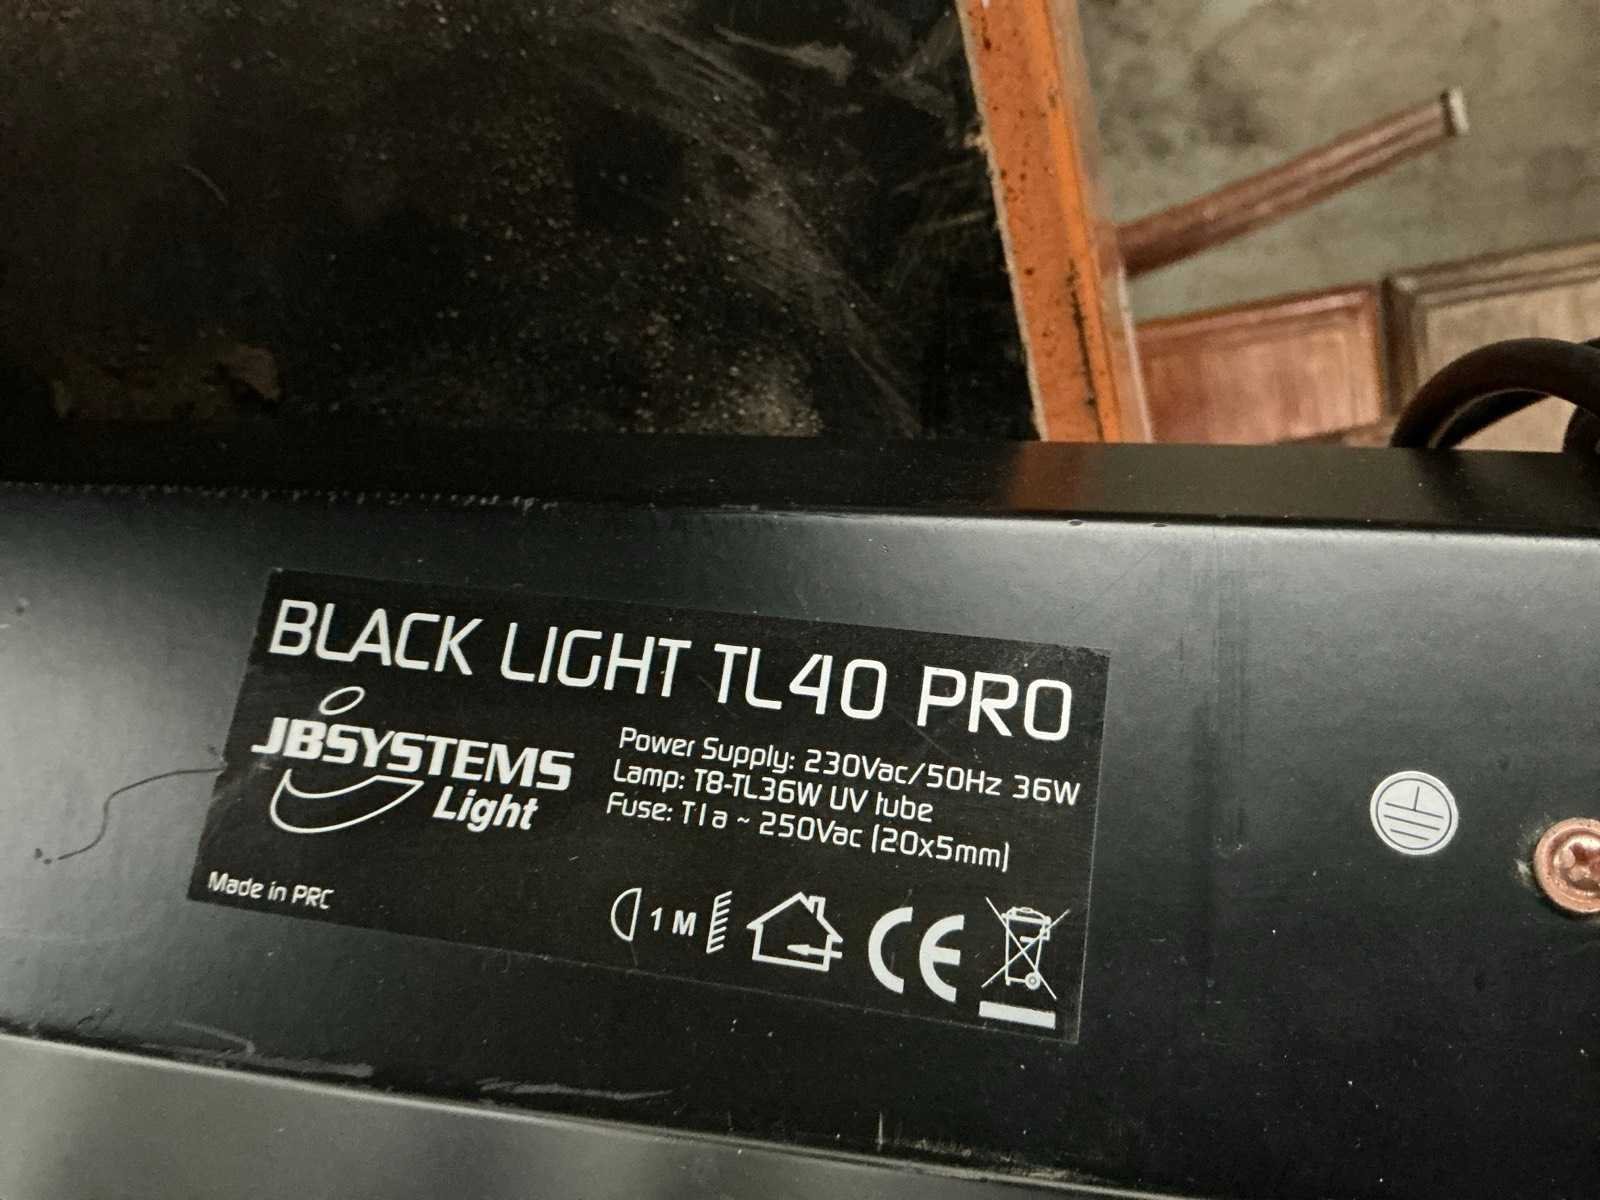 BLACK LIGHT TL40 PRO
JBSYSTEMS
Light
Power Supply: 230Vac/50Hz 36W
Lamp: T8-TL36W UV tube
Fuse: T1a ~ 250Vac (20x5mm)
Made in PRC
1 M
CE